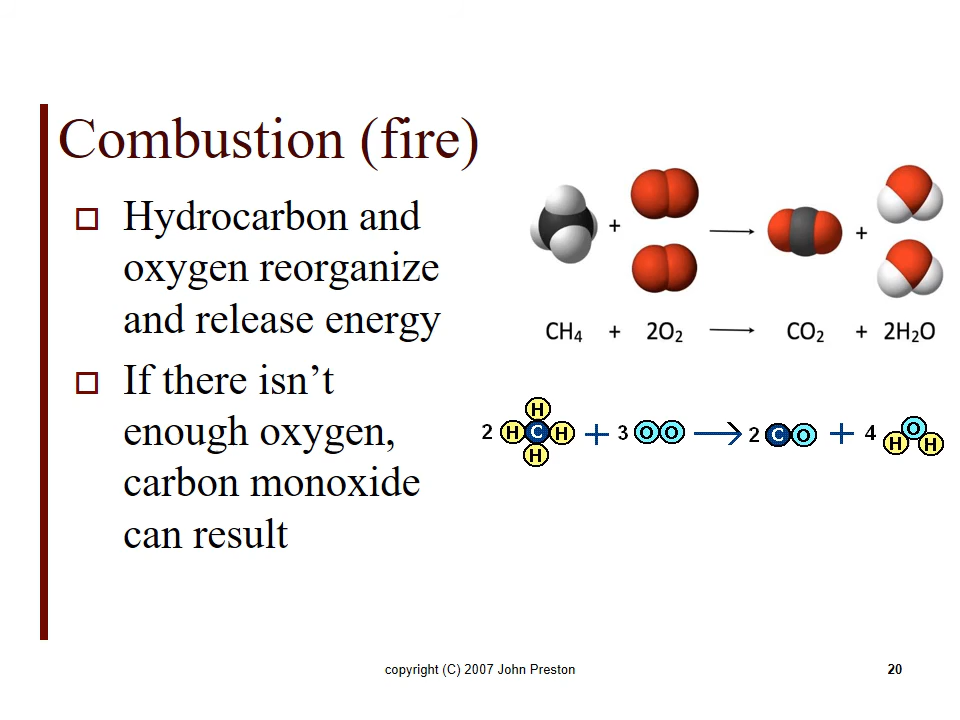 Combustion (fire)
□ Hydrocarbon and
oxygen reorganize
and release energy
□ If there isn’t
enough oxygen,
carbon monoxide
can result
+ → +
CH₄ + 2O₂ → CO₂ + 2H₂O
2 H H C H H + 3 O O → 2 C O + 4 H O H
copyright (C) 2007 John Preston
20